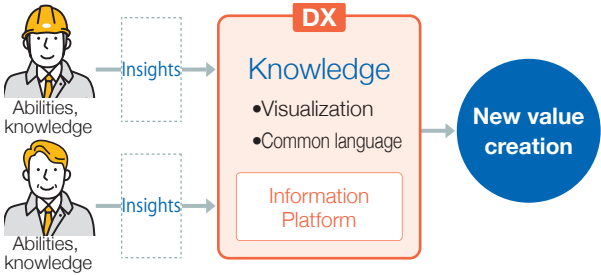 Abilities,
knowledge
Insights
Abilities,
knowledge
Insights
DX
Knowledge
•Visualization
•Common language
Information
Platform
New value
creation